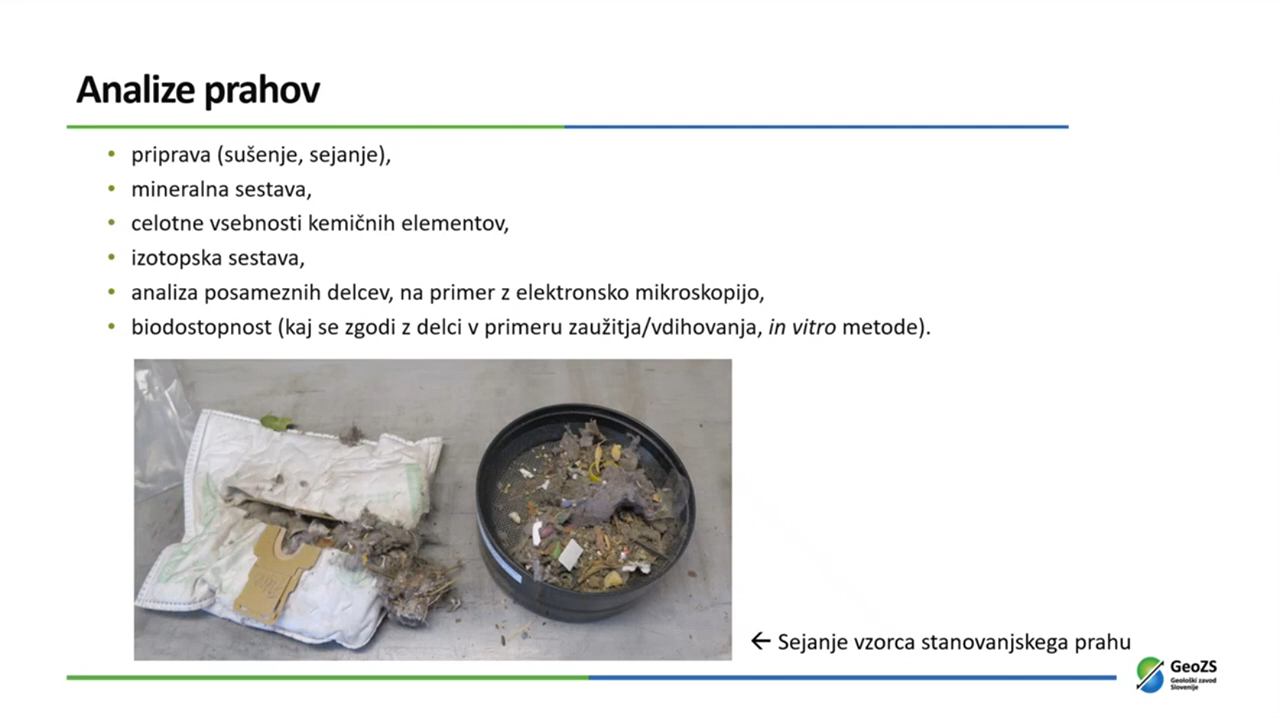 Analize prahov
• priprava (sušenje, sejanje),
• mineralna sestava,
• celotne vsebnosti kemičnih elementov,
• izotopska sestava,
• analiza posameznih delcev, na primer z elektronsko mikroskopijo,
• biodostopnost (kaj se zgodi z delci v primeru zaužitja/vdihovanja, in vitro metode).
← Sejanje vzorca stanovanjskega prahu
GeoZS
Geološki zavod
Slovenije